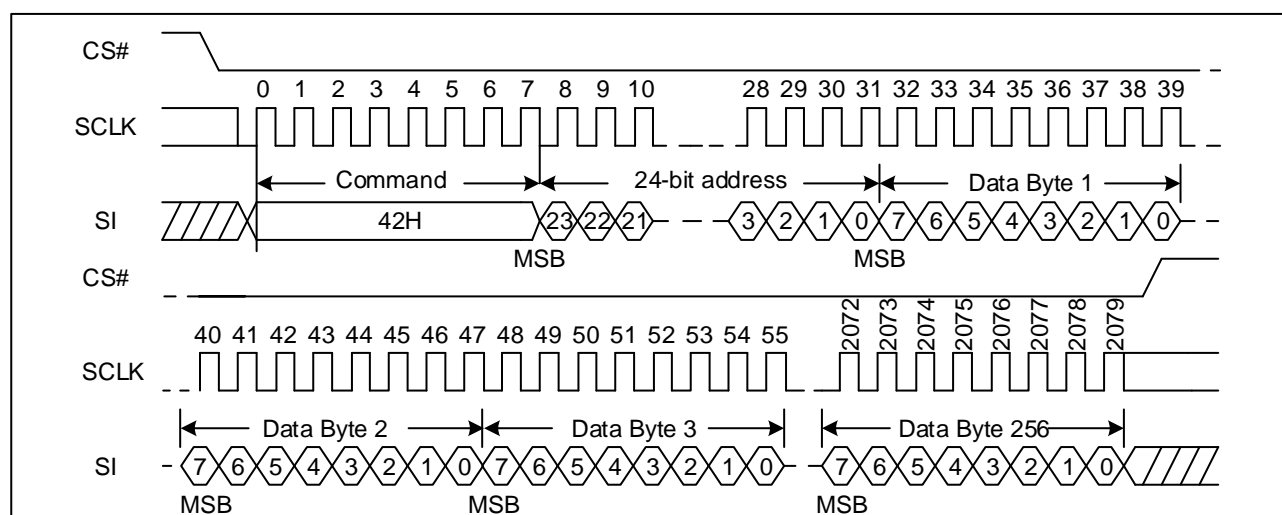 CS#
0 1 2 3 4 5 6 7 8 9 10 28 29 30 31 32 33 34 35 36 37 38 39
SCLK
Command 24-bit address Data Byte 1
SI 42H 23 22 21 3 2 1 0 7 6 5 4 3 2 1 0
MSB MSB
CS#
40 41 42 43 44 45 46 47 48 49 50 51 52 53 54 55 2072 2073 2074 2075 2076 2077 2078 2079
SCLK
Data Byte 2 Data Byte 3 Data Byte 256
SI 7 6 5 4 3 2 1 0 7 6 5 4 3 2 1 0 7 6 5 4 3 2 1 0
MSB MSB MSB